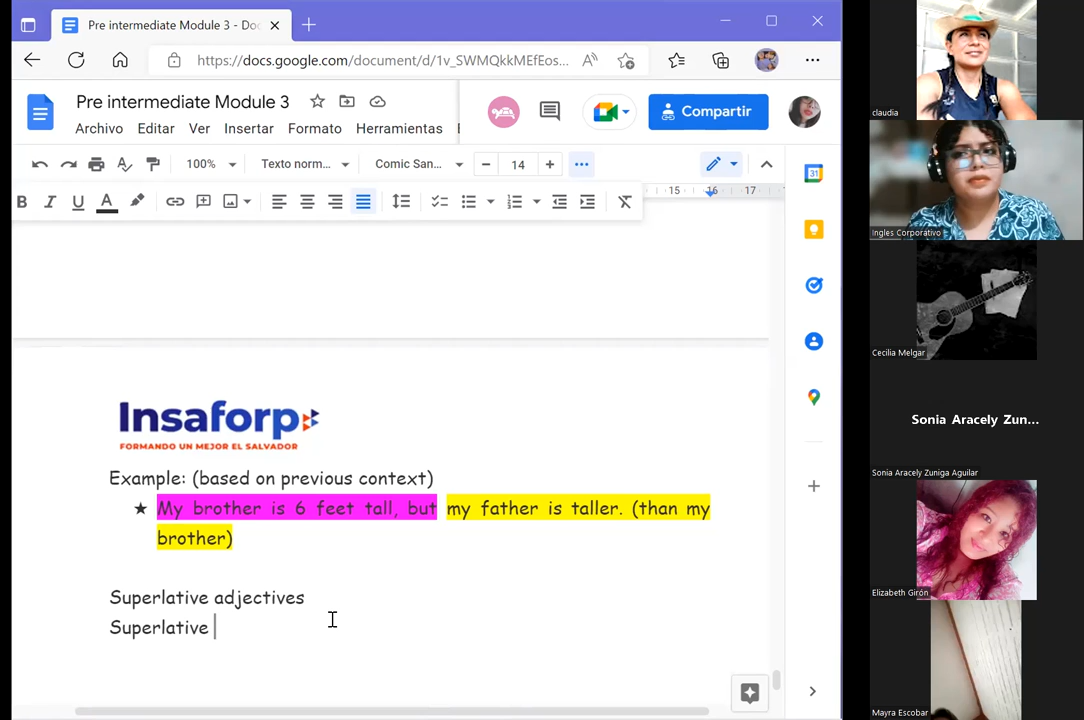 Pre intermediate Module 3 - Doc
https://docs.google.com/document/d/1v_SWMQkkMEfEos...
Pre intermediate Module 3
Compartir
Archivo Editar Ver Insertar Formato Herramientas
100% Texto norm... Comic San... 14
15 16 17
31
Insaforp
FORMANDO UN MEJOR EL SALVADOR
Example: (based on previous context)
★ My brother is 6 feet tall, but my father is taller. (than my
brother)
Superlative adjectives
Superlative
claudia
Ingles Corporativo
Cecilia Melgar
Sonia Aracely Zun...
Sonia Aracely Zuniga Aguilar
Elizabeth Girón
Mayra Escobar